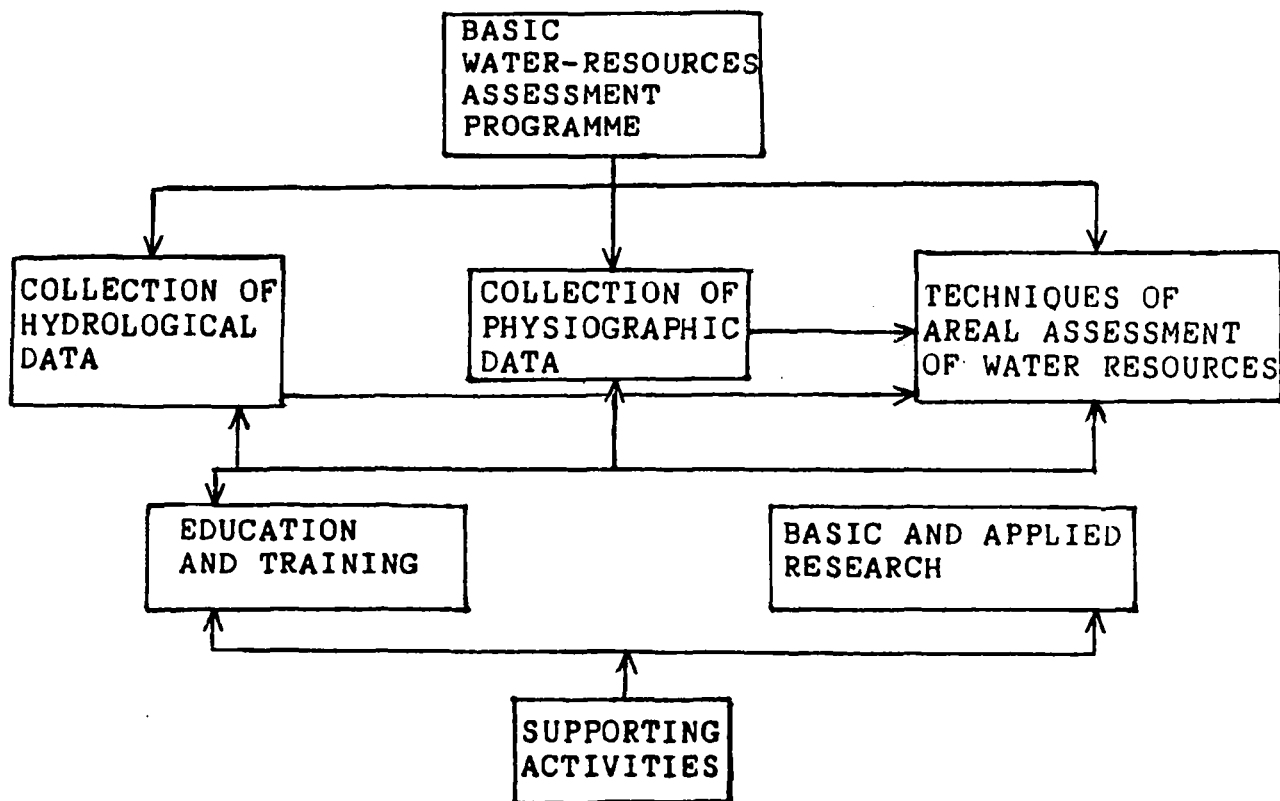 BASIC
WATER-RESOURCES
ASSESSMENT
PROGRAMME
COLLECTION OF
HYDROLOGICAL
DATA
COLLECTION OF
PHYSIOGRAPHIC
DATA
TECHNIQUES OF
AREAL ASSESSMENT
OF WATER RESOURCES
EDUCATION
AND TRAINING
BASIC AND APPLIED
RESEARCH
SUPPORTING
ACTIVITIES